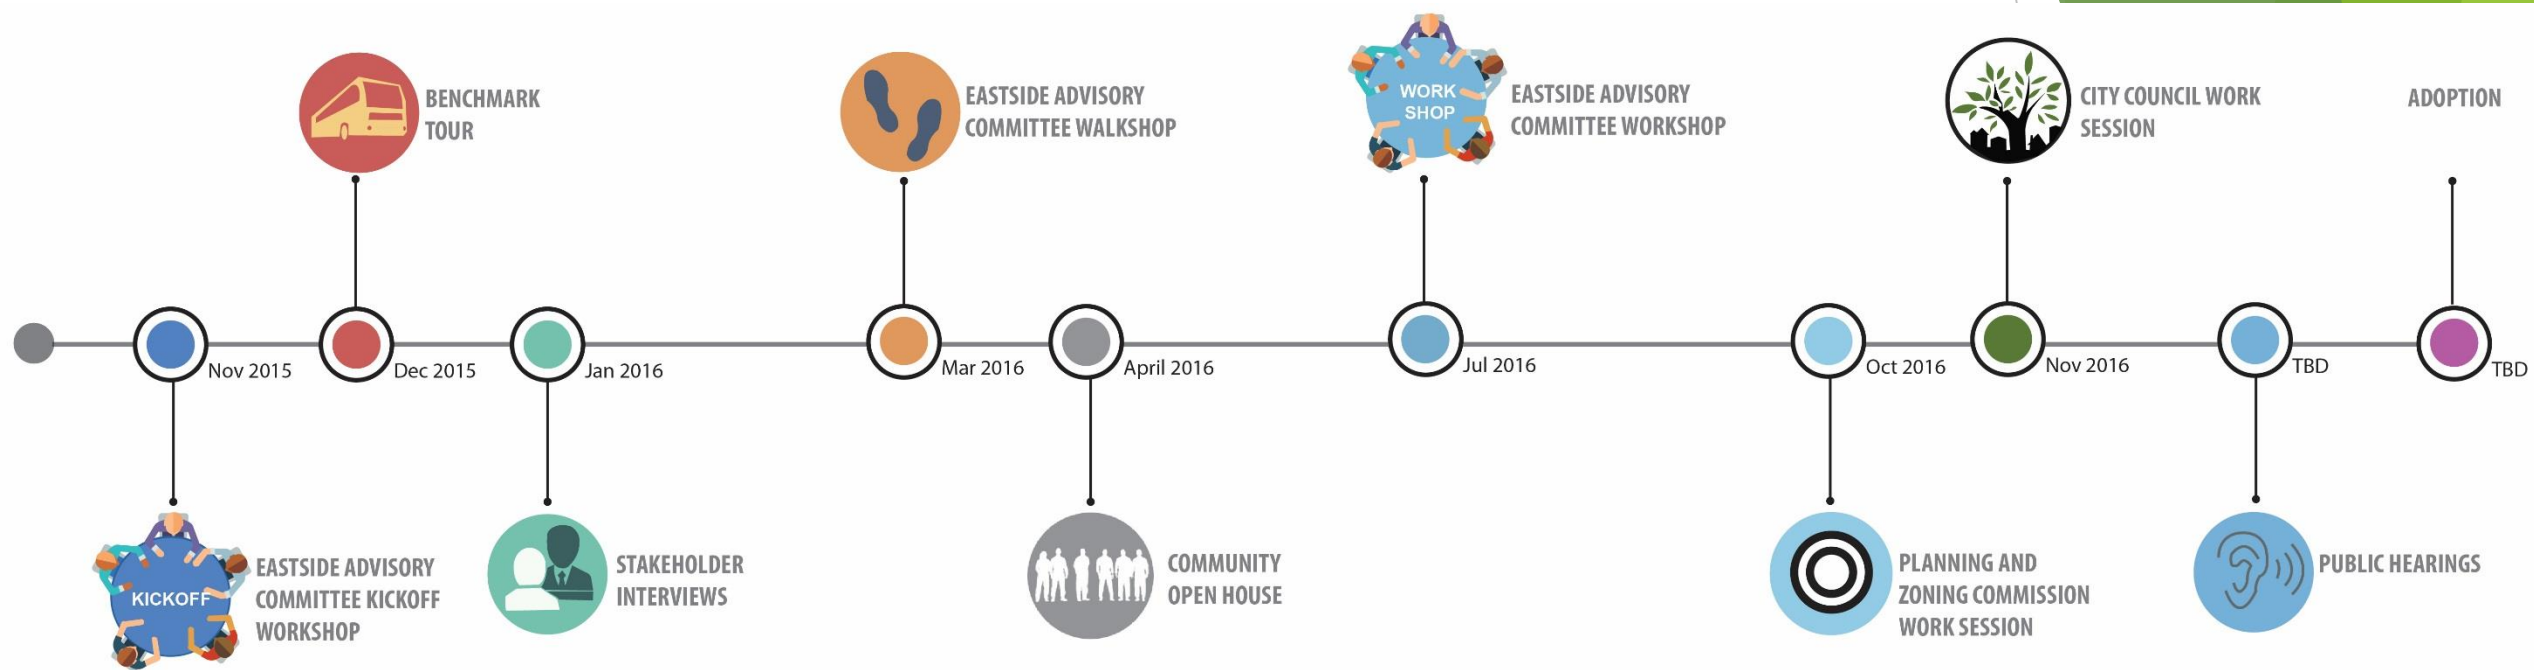 BENCHMARK
TOUR
EASTSIDE ADVISORY
COMMITTEE WALKSHOP
WORK
SHOP
EASTSIDE ADVISORY
COMMITTEE WORKSHOP
CITY COUNCIL WORK
SESSION
ADOPTION
Nov 2015
Dec 2015
Jan 2016
Mar 2016
April 2016
Jul 2016
Oct 2016
Nov 2016
TBD
TBD
KICKOFF
EASTSIDE ADVISORY
COMMITTEE KICKOFF
WORKSHOP
STAKEHOLDER
INTERVIEWS
COMMUNITY
OPEN HOUSE
PLANNING AND
ZONING COMMISSION
WORK SESSION
PUBLIC HEARINGS